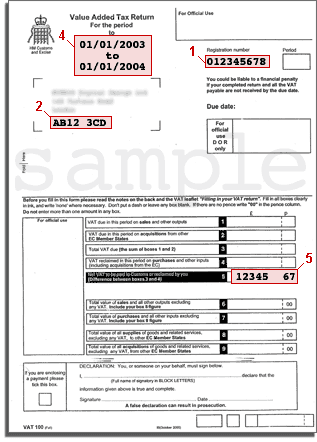 Value Added Tax Return
For the period
to
For Official Use
HM Customs
and Excise
4
01/01/2003
to
01/01/2004
Registration number
Period
1
012345678
You could be liable to a financial penalty
if your completed return and all the VAT
payable are not received by the due date.
2
AB12 3CD
Due date:
For
official
use
D O R
only
sample
Before you fill in this form please read the notes on the back and the VAT leaflet "Filling in your VAT return". Fill in all boxes clearly
in ink, and write 'none' where necessary. Don't put a dash or leave any box blank. If there are no pence write "00" in the pence column.
Do not enter more than one amount in any box.
For official use
£
P
VAT due in this period on sales and other outputs
1
VAT due in this period on acquisitions from other
EC Member States
2
Total VAT due (the sum of boxes 1 and 2)
3
VAT reclaimed in this period on purchases and other inputs
(including acquisitions from the EC)
4
5
Net VAT to be paid to Customs or reclaimed by you
(Difference between boxes 3 and 4)
5
12345 67
Total value of sales and all other outputs excluding
any VAT. Include your box 8 figure
6
00
Total value of purchases and all other inputs excluding
any VAT. Include your box 9 figure
7
00
Total value of all supplies of goods and related services,
excluding any VAT, to other EC Member States
8
00
Total value of all acquisitions of goods and related services,
excluding any VAT, from other EC Member States
9
00
If you are enclosing
a payment please
tick this box.
DECLARATION: You, or someone on your behalf, must sign below.
I, declare that the
(Full name of signatory in BLOCK LETTERS)
information given above is true and complete.
Signature Date
A false declaration can result in prosecution.
VAT 100 (Full)